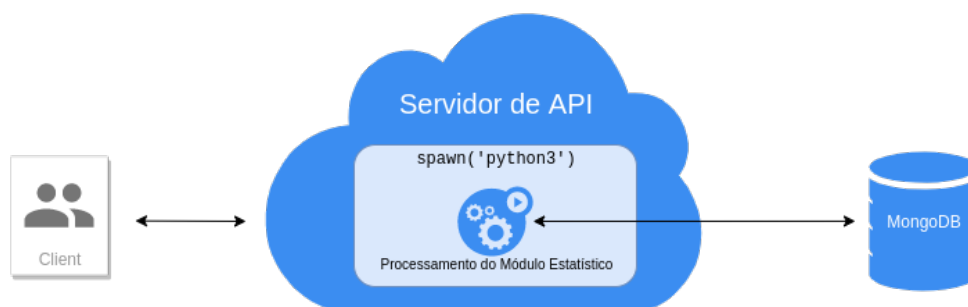 Servidor de API
spawn('python3')
Client
Processamento do Módulo Estatístico
MongoDB